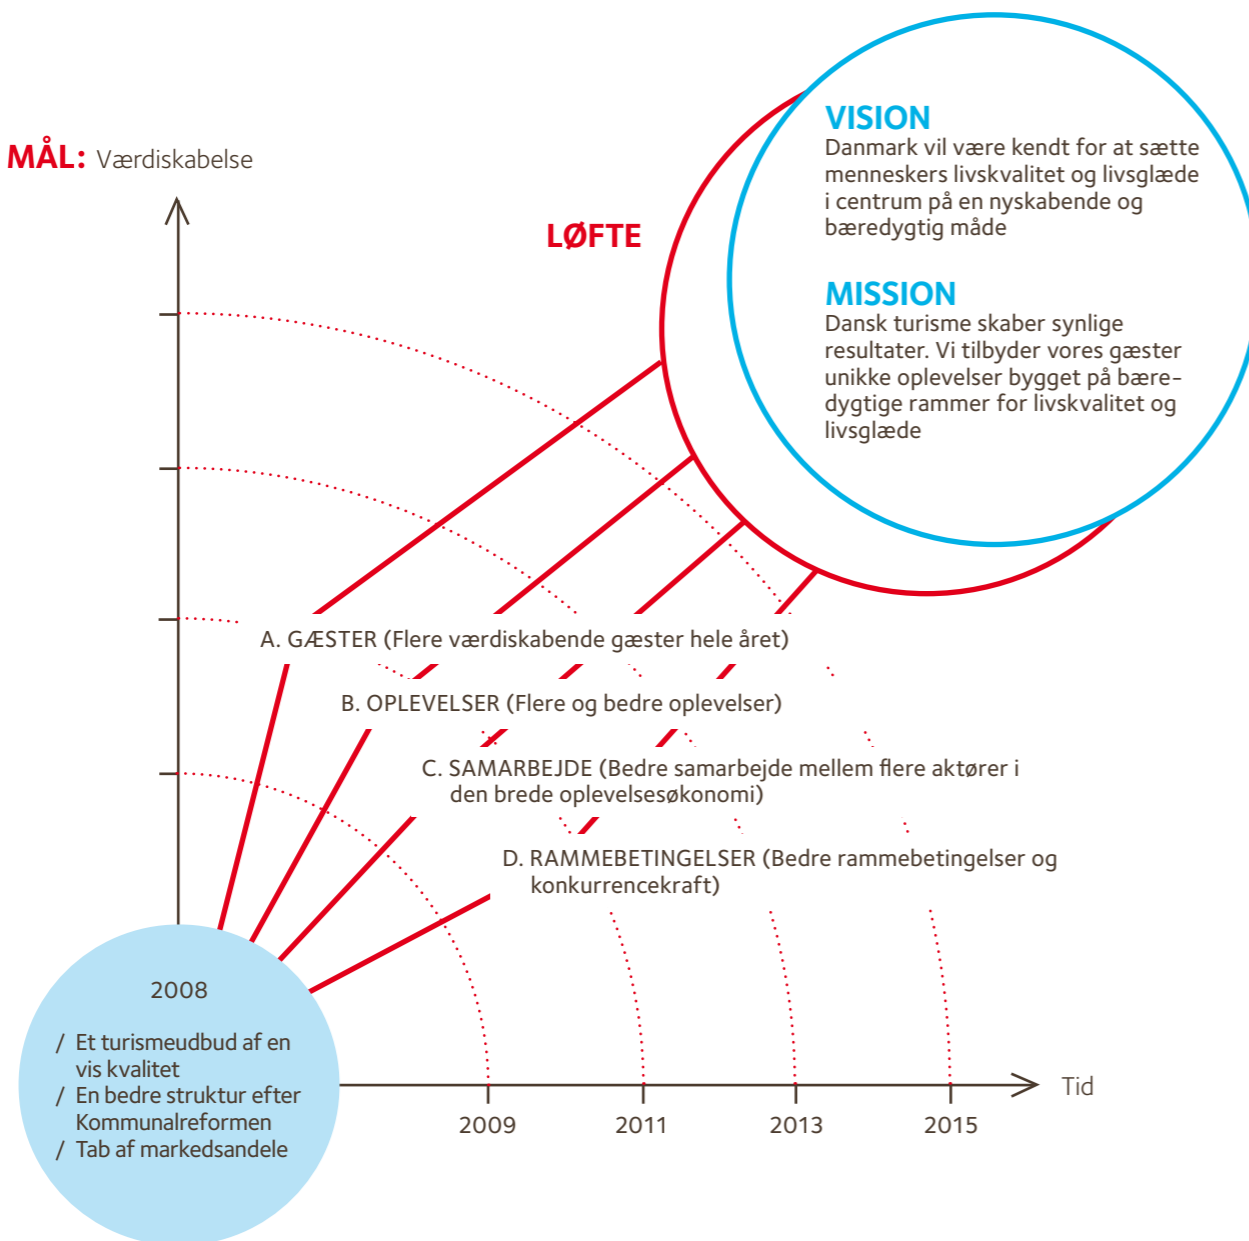 MÅL: Værdiskabelse
LØFTE
VISION
Danmark vil være kendt for at sætte
menneskers livskvalitet og livsglæde
i centrum på en nyskabende og
bæredygtig måde
MISSION
Dansk turisme skaber synlige
resultater. Vi tilbyder vores gæster
unikke oplevelser bygget på bære-
dygtige rammer for livskvalitet og
livsglæde
A. GÆSTER (Flere værdiskabende gæster hele året)
B. OPLEVELSER (Flere og bedre oplevelser)
C. SAMARBEJDE (Bedre samarbejde mellem flere aktører i
den brede oplevelsesøkonomi)
D. RAMMEBETINGELSER (Bedre rammebetingelser og
konkurrencekraft)
2008
/ Et turismeudbud af en
vis kvalitet
/ En bedre struktur efter
Kommunalreformen
/ Tab af markedsandele
Tid
2009 2011 2013 2015